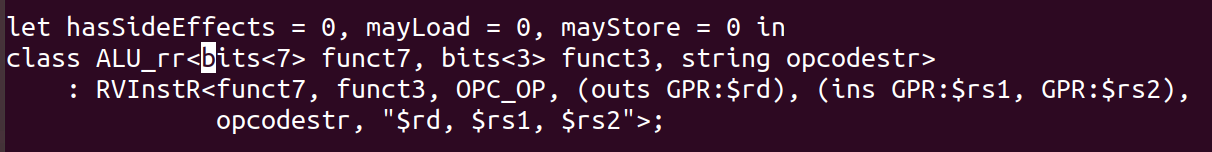 let hasSideEffects = 0, mayLoad = 0, mayStore = 0 in
class ALU_rr<bits<7> funct7, bits<3> funct3, string opcodestr>
    : RVInstR<funct7, funct3, OPC_OP, (outs GPR:$rd), (ins GPR:$rs1, GPR:$rs2),
              opcodestr, "$rd, $rs1, $rs2">;